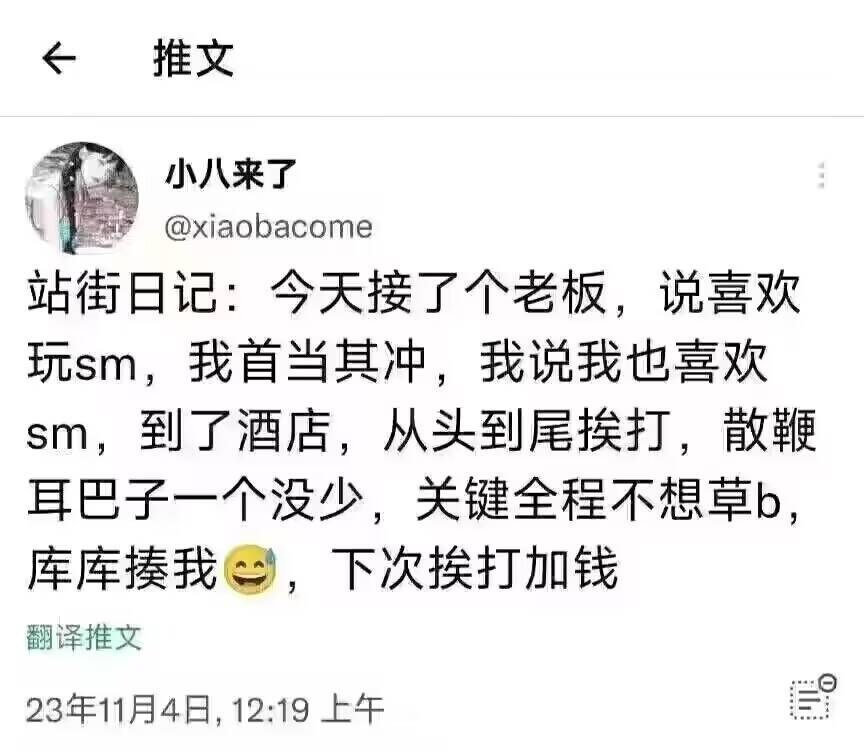 推文
小八来了
@xiaobacome
站街日记：今天接了个老板，说喜欢
玩sm，我首当其冲，我说我也喜欢
sm，到了酒店，从头到尾挨打，散鞭
耳巴子一个没少，关键全程不想草b，
库库揍我😅，下次挨打加钱
翻译推文
23年11月4日, 12:19 上午